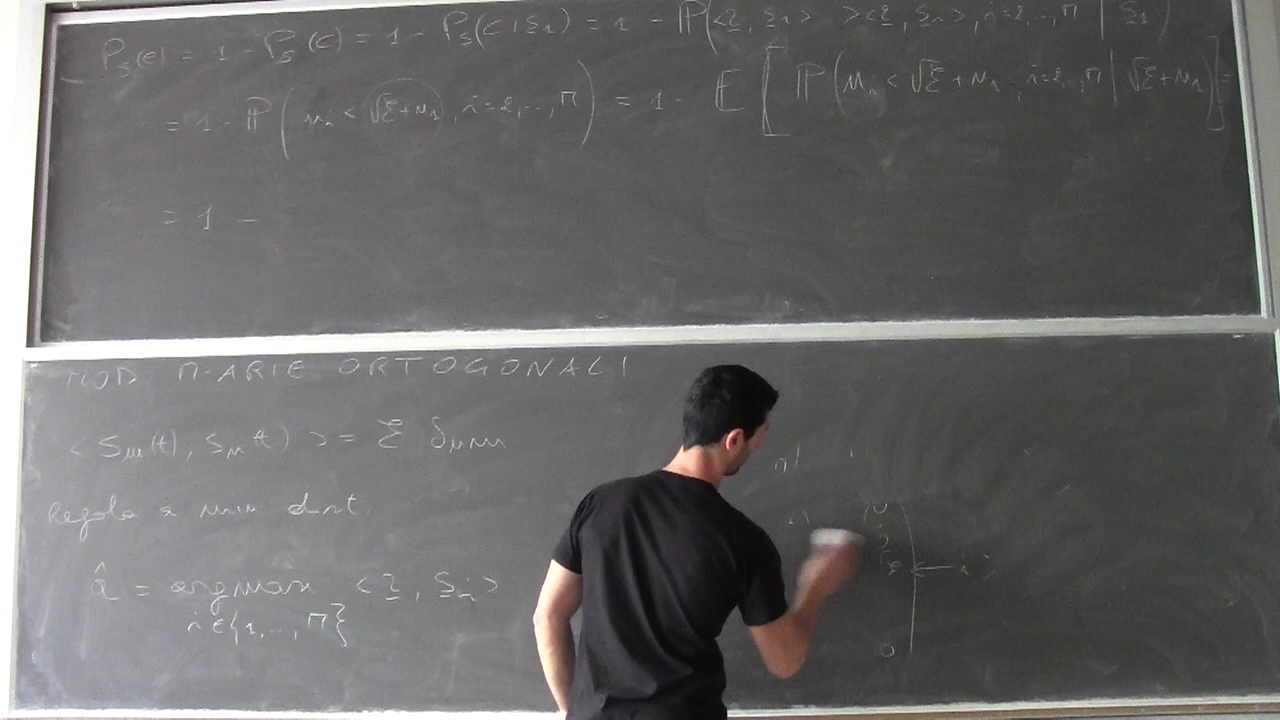 P_s(e) = 1 - P_s(c) = 1 - P_s(c | s_1) = 1 - ℙ(<r, s_1> > <r, s_i>, i=2,..,M | s_1)
= 1 - ℙ(n_i < √ℰ + n_1, i=2,..,M) = 1 - 𝔼[ℙ(n_i < √ℰ + n_1, i=2,..,M | √ℰ + n_1)] =
= 1 -
MOD M-ARIE ORTOGONALI
<s_m(t), s_n(t)> = ℰ δ_mn
Regola a min dist.
â = argmax <r, s_i>
i∈{1,..,M}
0